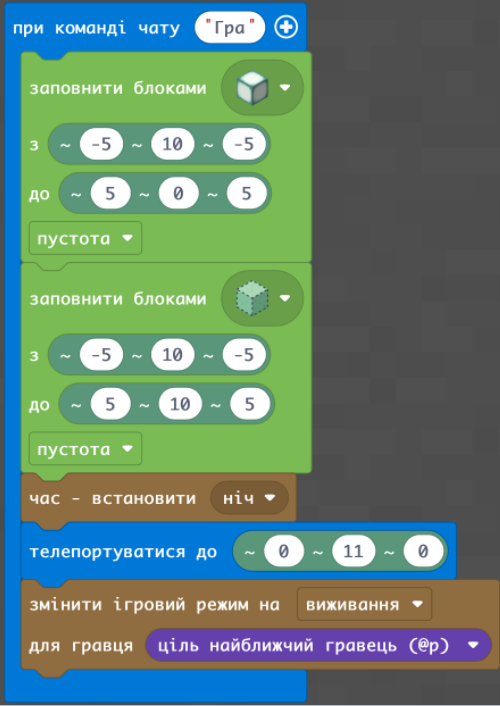 при команді чату "Гра"
заповнити блоками
з ~ -5 ~ 10 ~ -5
до ~ 5 ~ 0 ~ 5
пустота
заповнити блоками
з ~ -5 ~ 10 ~ -5
до ~ 5 ~ 10 ~ 5
пустота
час - встановити ніч
телепортуватися до ~ 0 ~ 11 ~ 0
змінити ігровий режим на виживання
для гравця ціль найближчий гравець (@p)